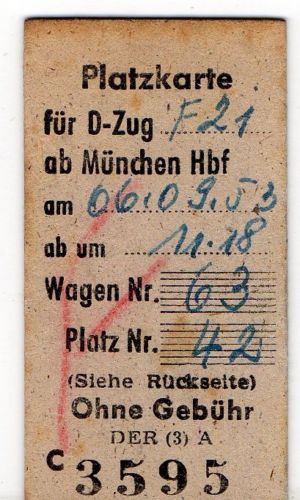 Platzkarte
für D-Zug F21
ab München Hbf
am 06.09.53
ab um 11.18
Wagen Nr. 63
Platz Nr. 42
(Siehe Rückseite)
Ohne Gebühr
DER (3) A
C 3595